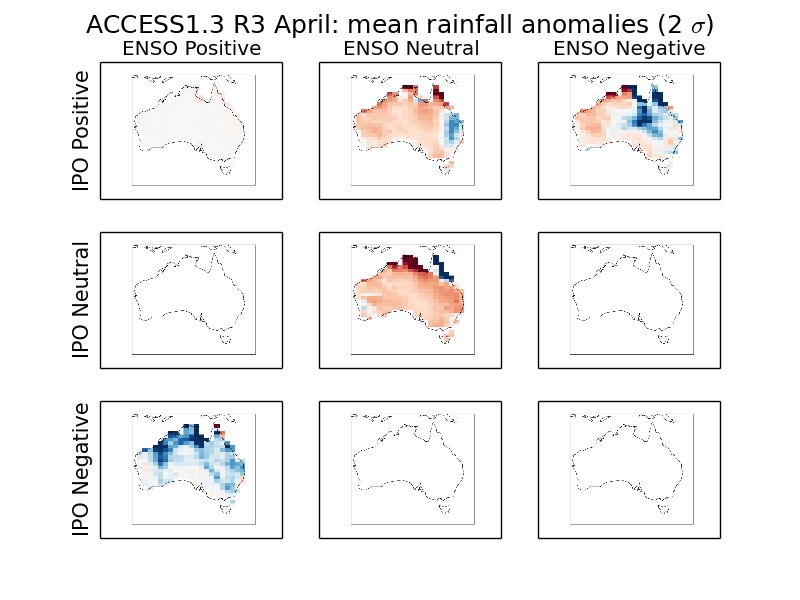 ACCESS1.3 R3 April: mean rainfall anomalies (2 σ)
ENSO Positive ENSO Neutral ENSO Negative
IPO Positive
IPO Neutral
IPO Negative